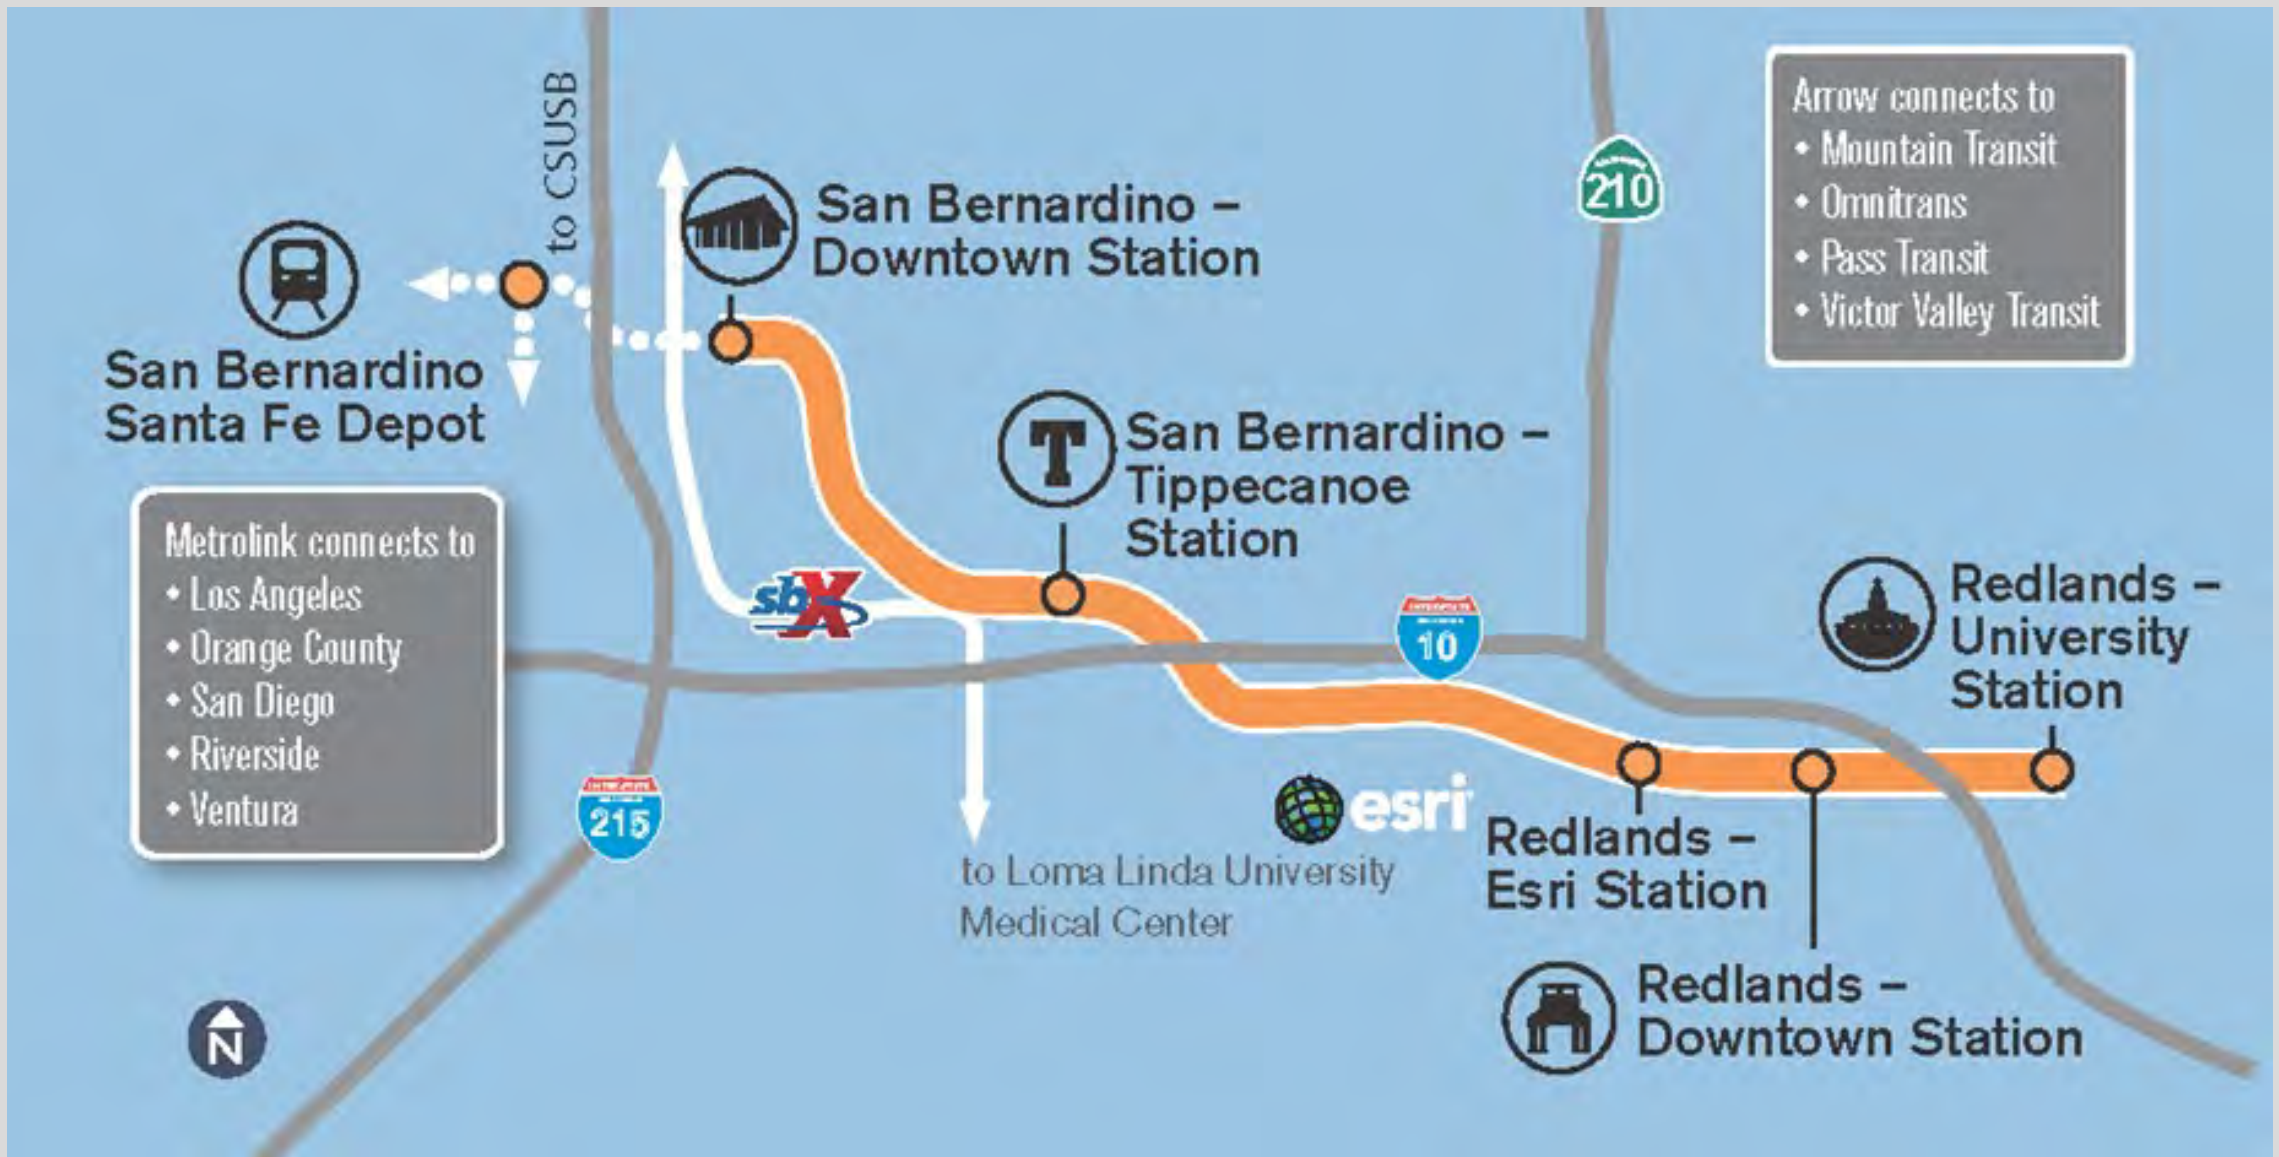 to CSUSB
San Bernardino –
Downtown Station
210
Arrow connects to
• Mountain Transit
• Omnitrans
• Pass Transit
• Victor Valley Transit
San Bernardino
Santa Fe Depot
T
San Bernardino –
Tippecanoe
Station
Metrolink connects to
• Los Angeles
• Orange County
• San Diego
• Riverside
• Ventura
sbX
INTERSTATE
10
Redlands –
University
Station
INTERSTATE
215
esri
Redlands –
Esri Station
to Loma Linda University
Medical Center
Redlands –
Downtown Station
N